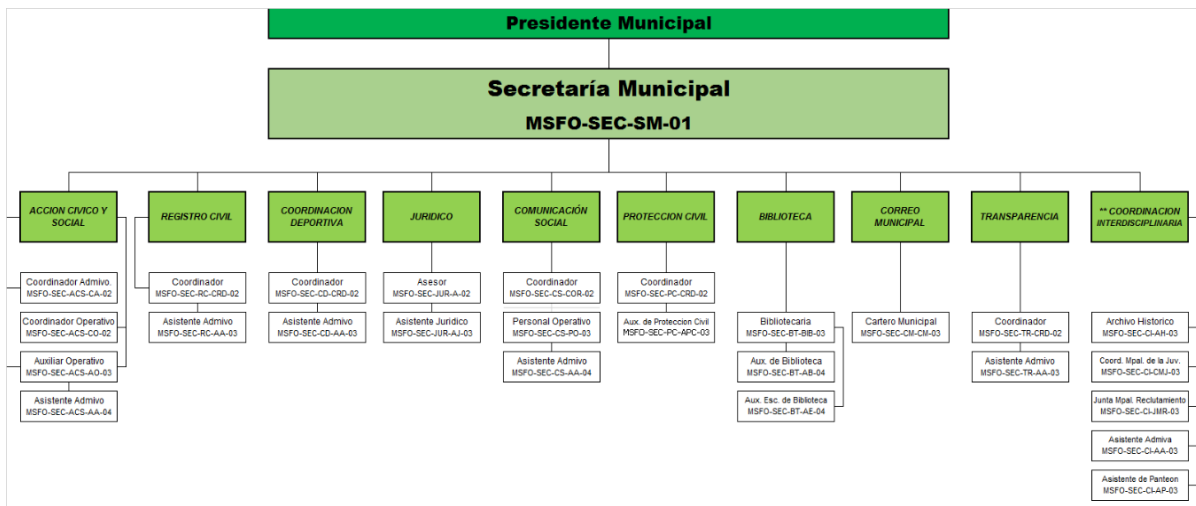 Presidente Municipal
Secretaría Municipal
MSFO-SEC-SM-01
ACCION CIVICO Y
SOCIAL
REGISTRO CIVIL
COORDINACION
DEPORTIVA
JURIDICO
COMUNICACIÓN
SOCIAL
PROTECCION CIVIL
BIBLIOTECA
CORREO
MUNICIPAL
TRANSPARENCIA
** COORDINACION
INTERDISCIPLINARIA
Coordinador Admivo.
MSFO-SEC-ACS-CA-02
Coordinador Operativo
MSFO-SEC-ACS-CO-02
Auxiliar Operativo
MSFO-SEC-ACS-AO-03
Asistente Admivo
MSFO-SEC-ACS-AA-04
Coordinador
MSFO-SEC-RC-CRD-02
Asistente Admivo
MSFO-SEC-RC-AA-03
Coordinador
MSFO-SEC-CD-CRD-02
Asistente Admivo
MSFO-SEC-CD-AA-03
Asesor
MSFO-SEC-JUR-A-02
Asistente Juridico
MSFO-SEC-JUR-AJ-03
Coordinador
MSFO-SEC-CS-COR-02
Personal Operativo
MSFO-SEC-CS-PO-03
Asistente Admivo
MSFO-SEC-CS-AA-04
Coordinador
MSFO-SEC-PC-CRD-02
Aux. de Proteccion Civil
MSFO-SEC-PC-APC-03
Bibliotecaria
MSFO-SEC-BT-BIB-03
Aux. de Biblioteca
MSFO-SEC-BT-AB-04
Aux. Esc. de Biblioteca
MSFO-SEC-BT-AE-04
Cartero Municipal
MSFO-SEC-CM-CM-03
Coordinador
MSFO-SEC-TR-CRD-02
Asistente Admivo
MSFO-SEC-TR-AA-03
Archivo Historico
MSFO-SEC-CI-AH-03
Coord. Mpal. de la Juv.
MSFO-SEC-CI-CMJ-03
Junta Mpal. Reclutamiento
MSFO-SEC-CI-JMR-03
Asistente Admiva
MSFO-SEC-CI-AA-03
Asistente de Panteon
MSFO-SEC-CI-AP-03